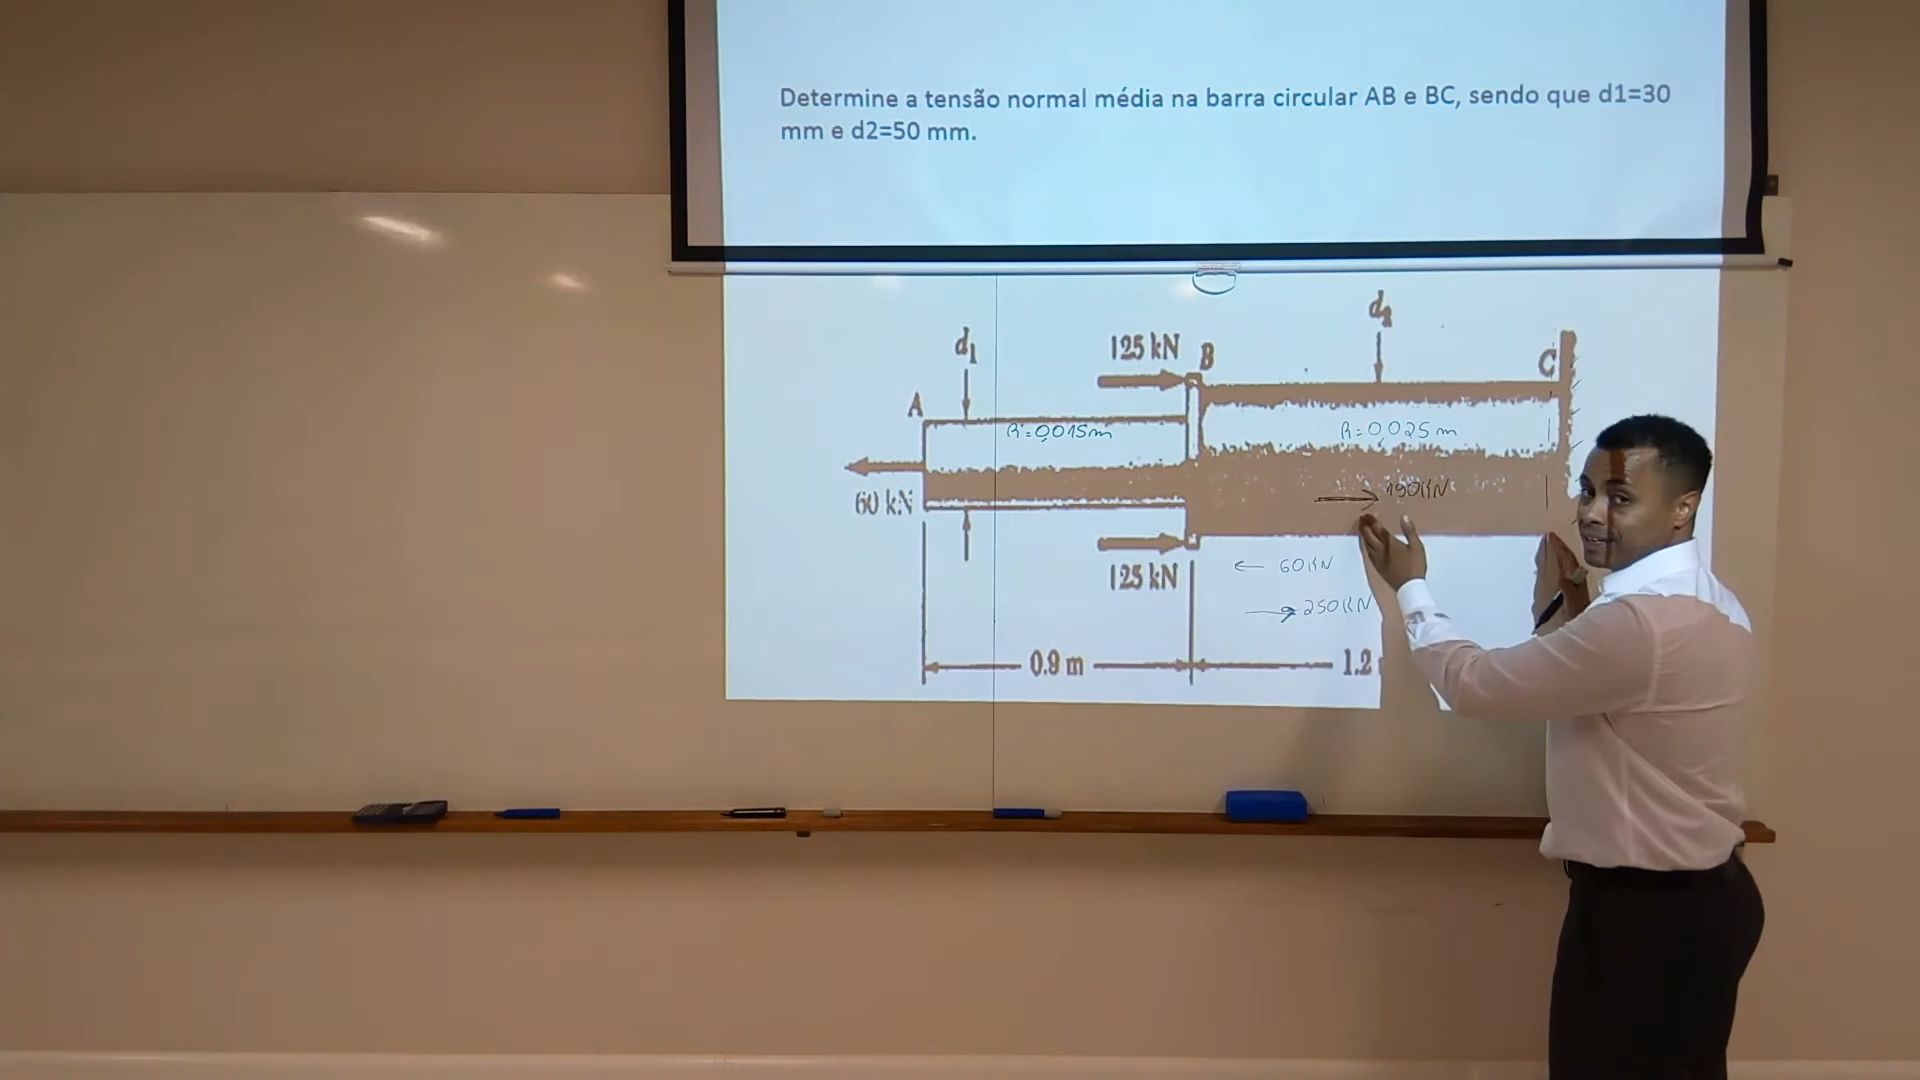 Determine a tensão normal média na barra circular AB e BC, sendo que d1=30
mm e d2=50 mm.
d2
125 kN B
d1
C
A
R=0,015m
R=0,025m
60 kN
190KN
125 kN
← 60KN
→ 250KN
0.9 m
1.2